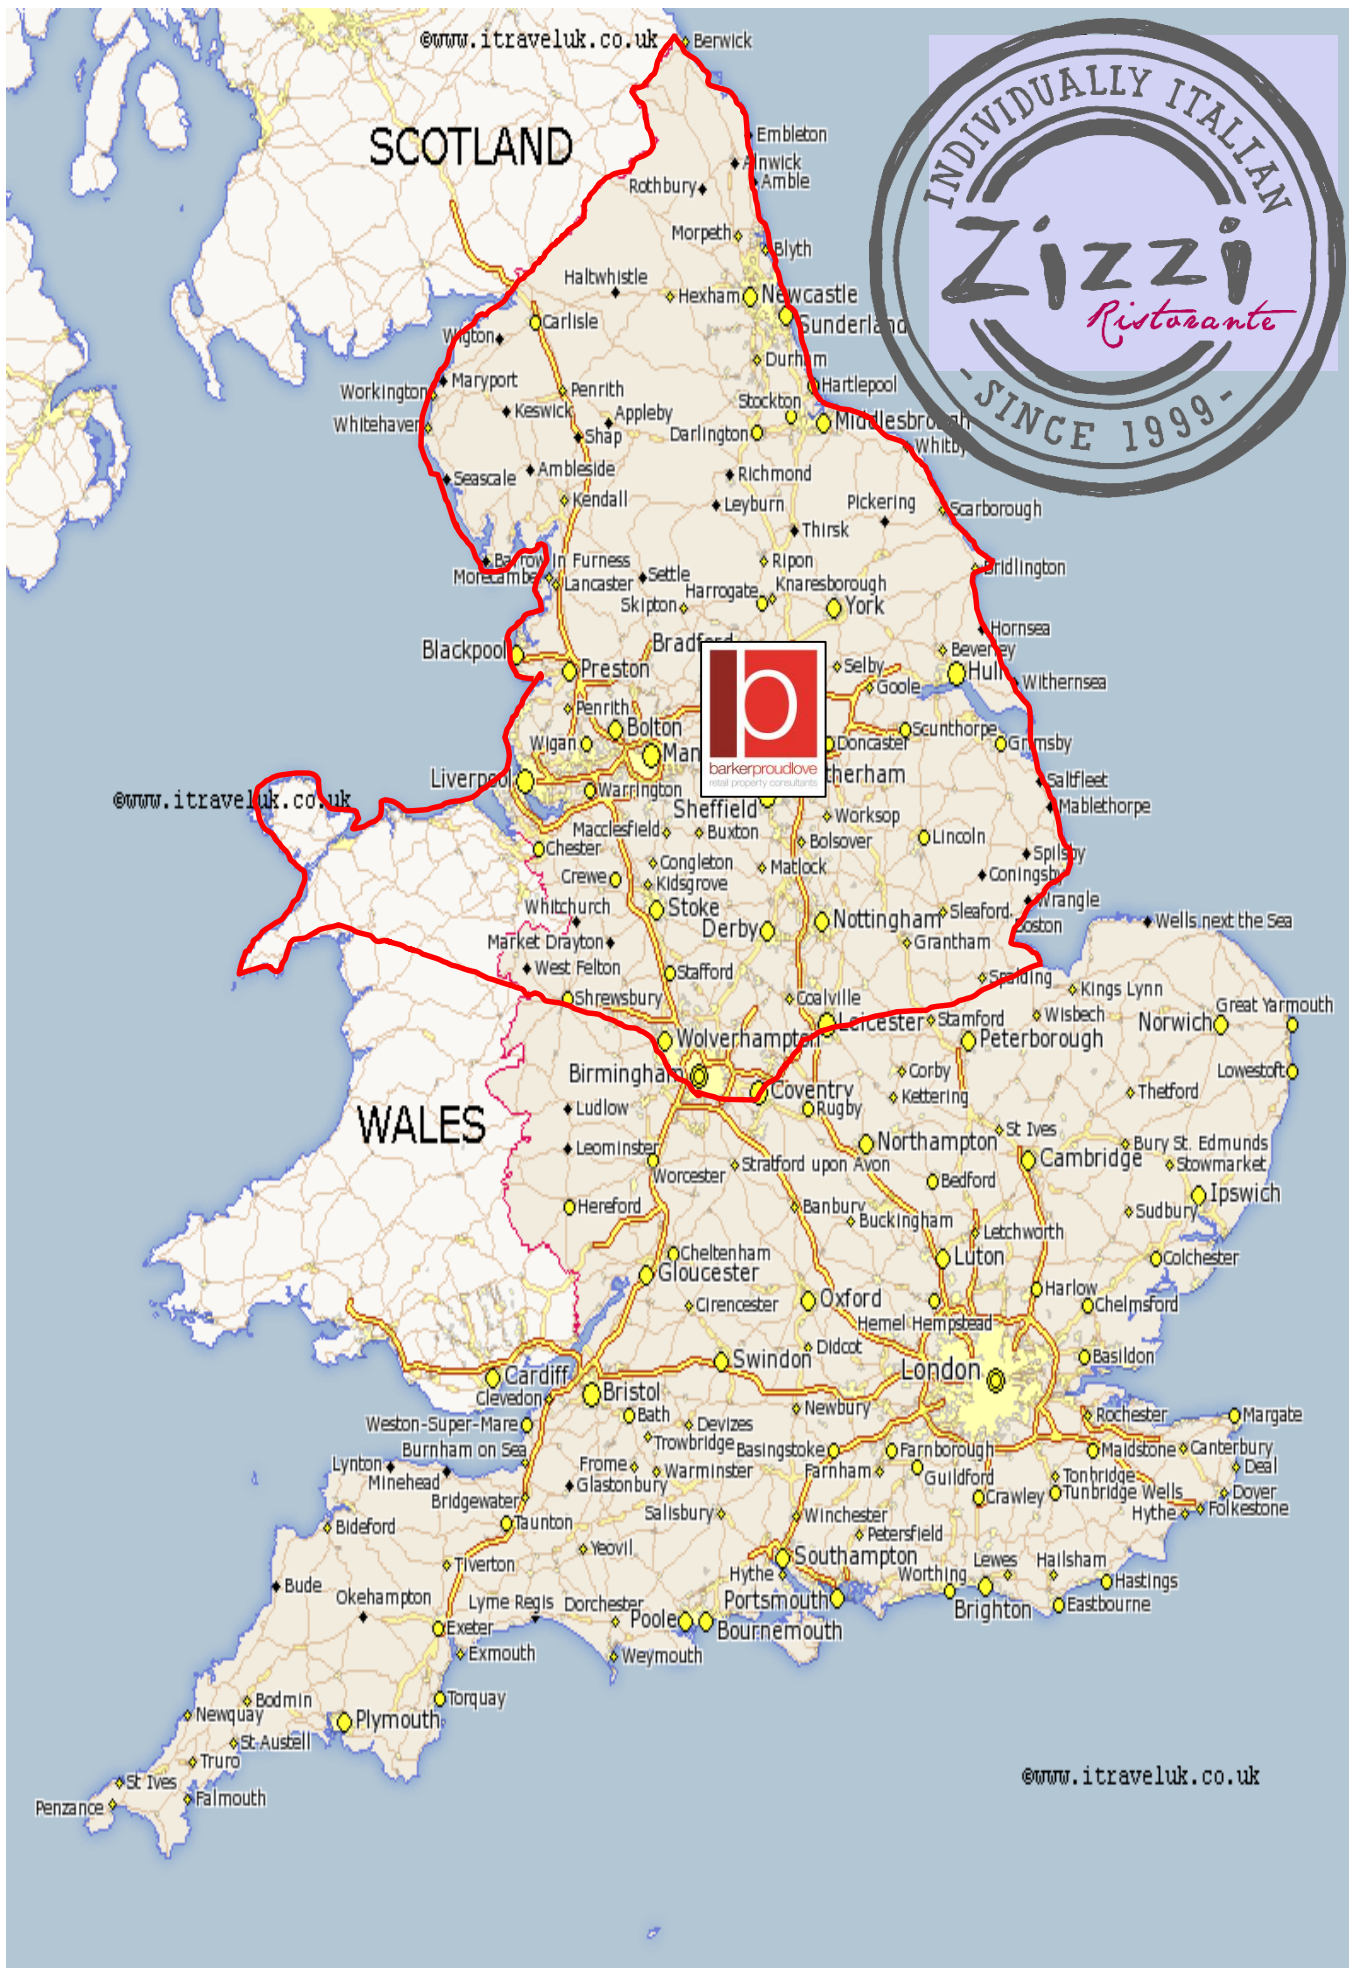 ©www.itraveluk.co.uk
Berwick
INDIVIDUALLY ITALIAN
Zizzi
Ristorante
- SINCE 1999 -
SCOTLAND
Embleton
Alnwick
Rothbury
Amble
Morpeth
Blyth
Haltwhistle
Hexham
Newcastle
Carlisle
Sunderland
Wigton
Durham
Maryport
Workington
Penrith
Hartlepool
Keswick
Appleby
Stockton
Whitehaven
Shap
Darlington
Middlesbrough
Whitby
Seascale
Ambleside
Richmond
Kendall
Leyburn
Pickering
Scarborough
Thirsk
Barrow in Furness
Ripon
Bridlington
Morecambe
Lancaster
Settle
Harrogate
Knaresborough
Skipton
York
Hornsea
Blackpool
Bradford
Beverley
Preston
Selby
Hull
Goole
Withernsea
Penrith
Bolton
Scunthorpe
Wigan
Man
b
Doncaster
Grimsby
barkerproudlove
retail property consultants
therham
Liverpool
Warrington
Saltfleet
©www.itraveluk.co.uk
Sheffield
Mablethorpe
Worksop
Macclesfield
Buxton
Bolsover
Lincoln
Chester
Congleton
Matlock
Spilsby
Crewe
Kidsgrove
Coningsby
Whitchurch
Stoke
Wrangle
Derby
Nottingham
Sleaford
Boston
Wells next the Sea
Market Drayton
Grantham
West Felton
Stafford
Spalding
Kings Lynn
Shrewsbury
Coalville
Great Yarmouth
Leicester
Stamford
Wisbech
Norwich
Wolverhampton
Peterborough
Birmingham
Corby
Lowestoft
Coventry
Kettering
Thetford
Ludlow
Rugby
WALES
St Ives
Leominster
Northampton
Bury St. Edmunds
Cambridge
Stowmarket
Worcester
Stratford upon Avon
Bedford
Ipswich
Hereford
Banbury
Buckingham
Sudbury
Letchworth
Cheltenham
Luton
Colchester
Gloucester
Harlow
Cirencester
Oxford
Chelmsford
Hemel Hempstead
Didcot
Swindon
Basildon
London
Cardiff
Clevedon
Bristol
Newbury
Weston-Super-Mare
Bath
Devizes
Rochester
Margate
Trowbridge
Burnham on Sea
Basingstoke
Farnborough
Maidstone
Canterbury
Lynton
Frome
Warminster
Farnham
Guildford
Deal
Minehead
Glastonbury
Tonbridge
Bridgewater
Crawley
Tunbridge Wells
Dover
Salisbury
Winchester
Hythe
Folkestone
Bideford
Taunton
Petersfield
Yeovil
Southampton
Tiverton
Hythe
Lewes
Hailsham
Bude
Worthing
Hastings
Okehampton
Lyme Regis
Dorchester
Portsmouth
Eastbourne
Exeter
Poole
Brighton
Bournemouth
Exmouth
Weymouth
Bodmin
Torquay
Newquay
Plymouth
St Austell
Truro
St Ives
©www.itraveluk.co.uk
Penzance
Falmouth